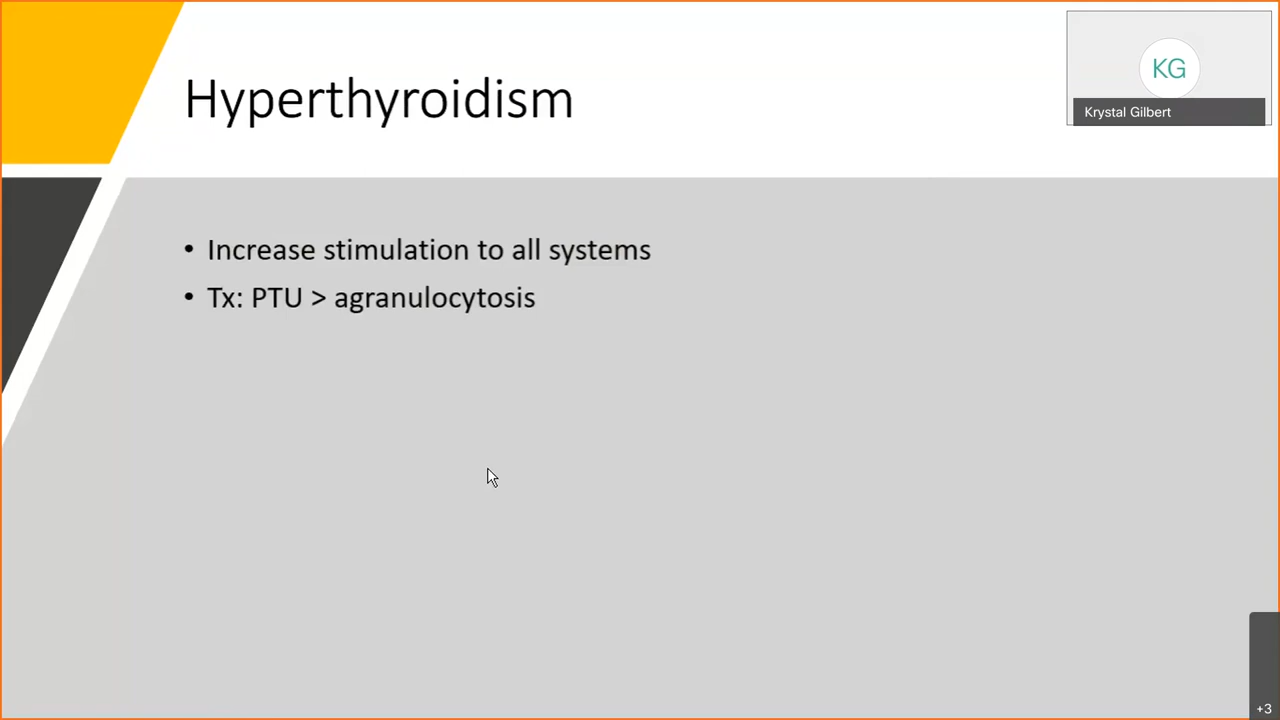 Hyperthyroidism
KG
Krystal Gilbert
• Increase stimulation to all systems
• Tx: PTU > agranulocytosis
+3